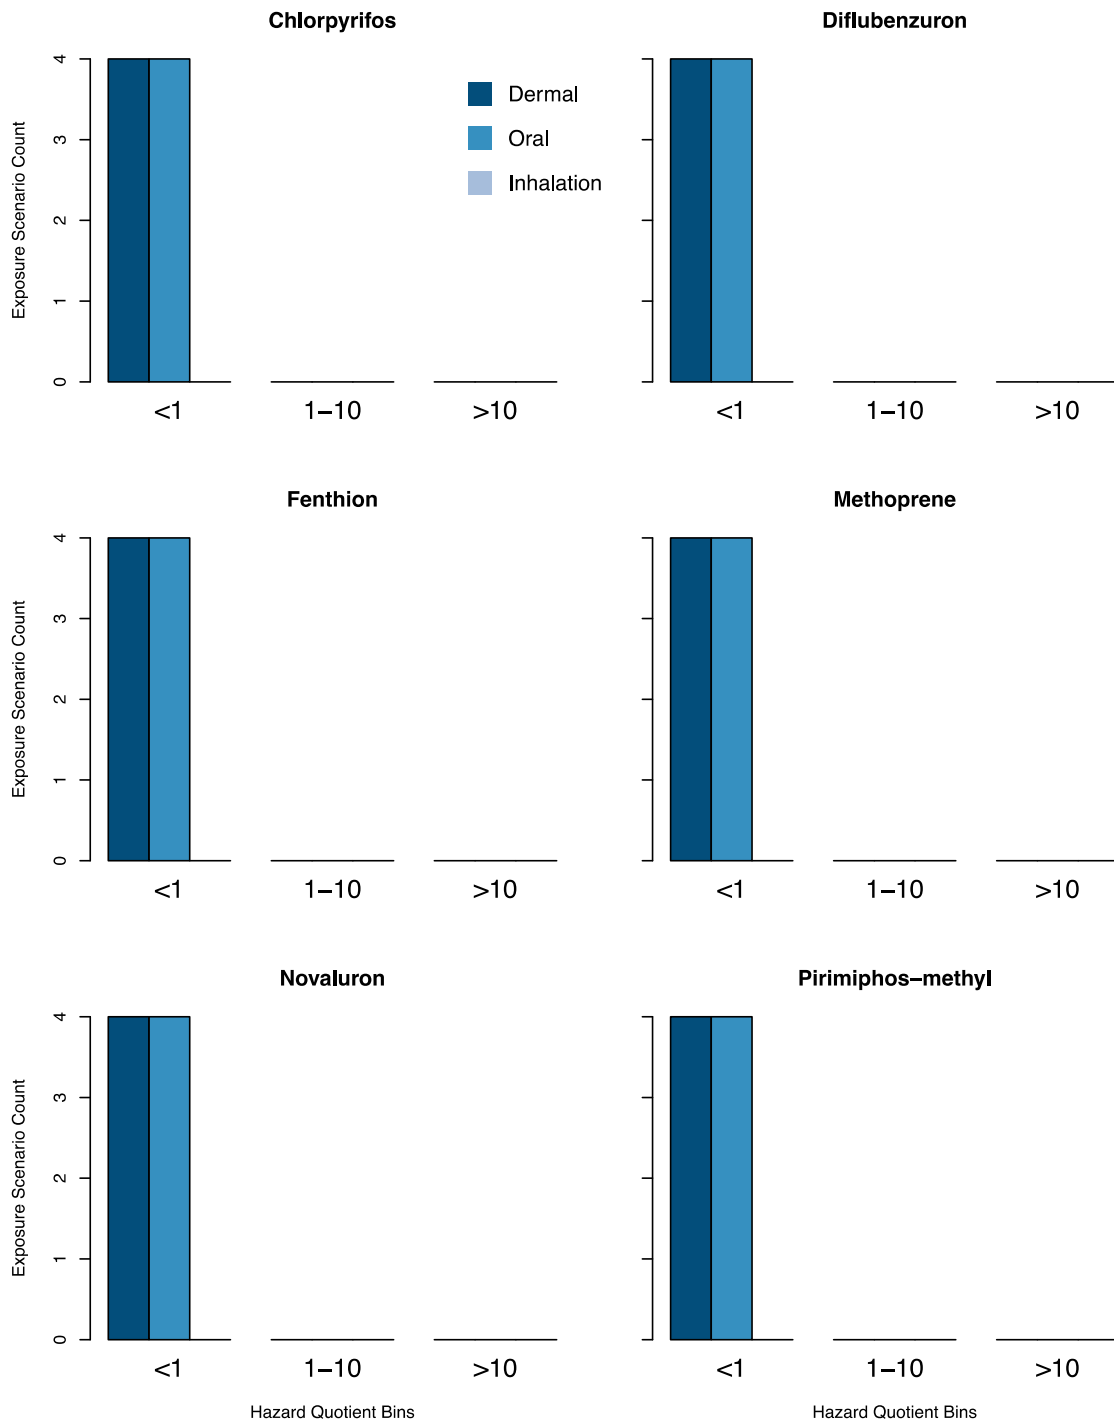 Chlorpyrifos
Exposure Scenario Count
4
3
2
1
0
Dermal
Oral
Inhalation
<1
1–10
>10
Diflubenzuron
<1
1–10
>10
Fenthion
Exposure Scenario Count
4
3
2
1
0
<1
1–10
>10
Methoprene
<1
1–10
>10
Novaluron
Exposure Scenario Count
4
3
2
1
0
<1
1–10
>10
Hazard Quotient Bins
Pirimiphos–methyl
<1
1–10
>10
Hazard Quotient Bins